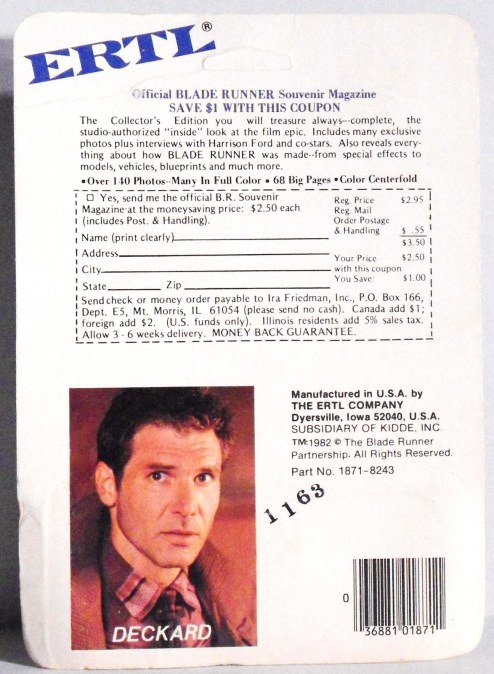 ERTL®
Official BLADE RUNNER Souvenir Magazine
SAVE $1 WITH THIS COUPON
The Collector's Edition you will treasure always--complete, the
studio-authorized "inside" look at the film epic. Includes many exclusive
photos plus interviews with Harrison Ford and co-stars. Also reveals every-
thing about how BLADE RUNNER was made--from special effects to
models, vehicles, blueprints and much more.
•Over 140 Photos--Many In Full Color • 68 Big Pages •Color Centerfold
☐ Yes, send me the official B.R. Souvenir
Magazine at the moneysaving price: $2.50 each
(includes Post. & Handling).
Name (print clearly)
Address
City
State Zip
Reg. Price $2.95
Reg. Mail
Order Postage
& Handling $ .55
$3.50
Your Price $2.50
with this coupon
You Save: $1.00
Send check or money order payable to Ira Friedman, Inc., P.O. Box 166,
Dept. E5, Mt. Morris, IL 61054 (please send no cash). Canada add $1;
foreign add $2. (U.S. funds only). Illinois residents add 5% sales tax.
Allow 3 - 6 weeks delivery. MONEY BACK GUARANTEE.
Manufactured in U.S.A. by
THE ERTL COMPANY
Dyersville, Iowa 52040, U.S.A.
SUBSIDIARY OF KIDDE, INC.
TM:1982 © The Blade Runner
Partnership. All Rights Reserved.
Part No. 1871-8243
1163
DECKARD
0
36881 01871